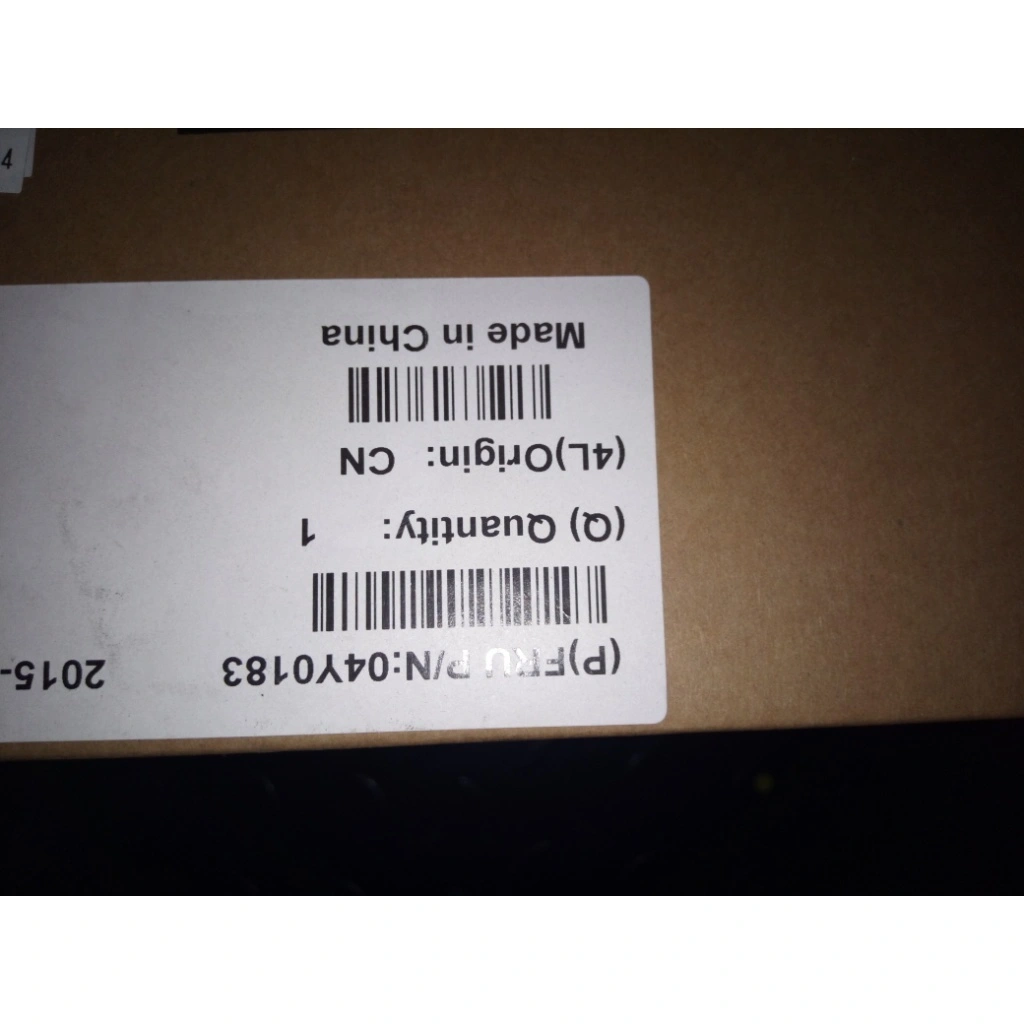 (P)FRU P/N:04Y0183 2015-
(Q) Quantity: 1
(4L)Origin: CN
Made in China
4